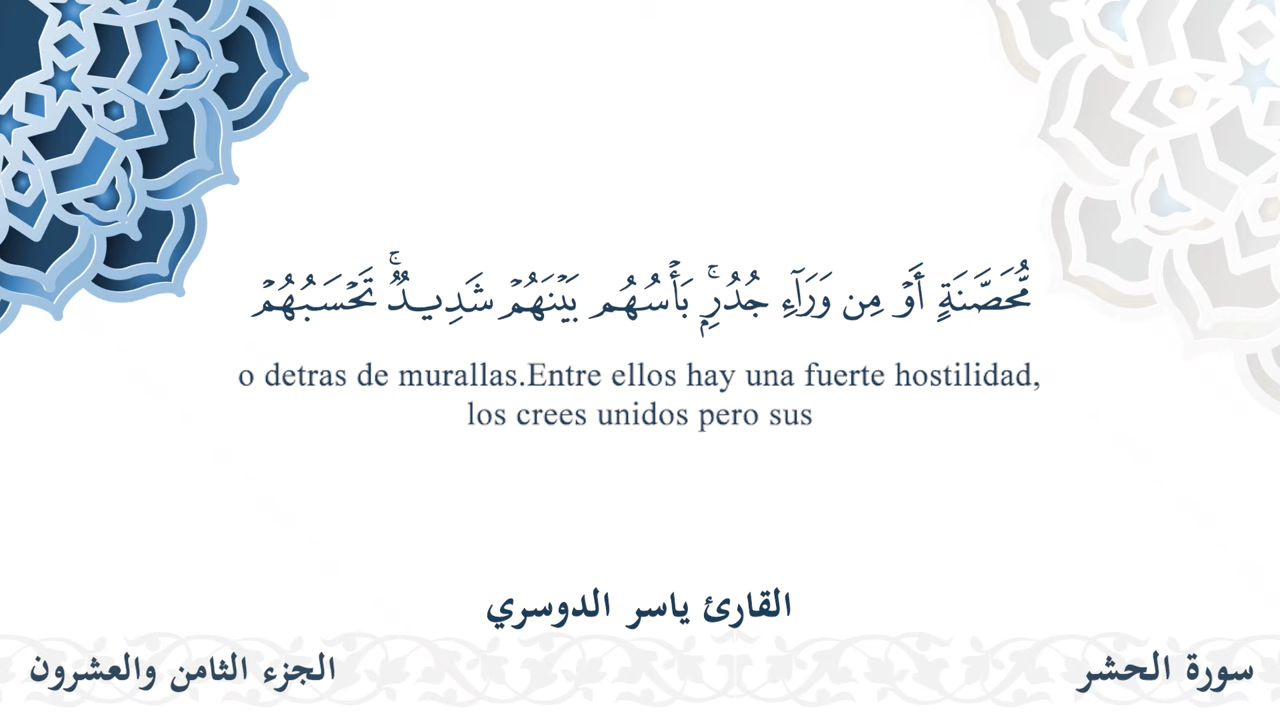 مُّحَصَّنَةٍ أَوْ مِن وَرَآءِ جُدُرٍۭۚ بَأْسُهُم بَيْنَهُمْ شَدِيدٌۭۚ تَحْسَبُهُمْ
o detras de murallas.Entre ellos hay una fuerte hostilidad,
los crees unidos pero sus
القارئ ياسر الدوسري
سورة الحشر
الجزء الثامن والعشرون